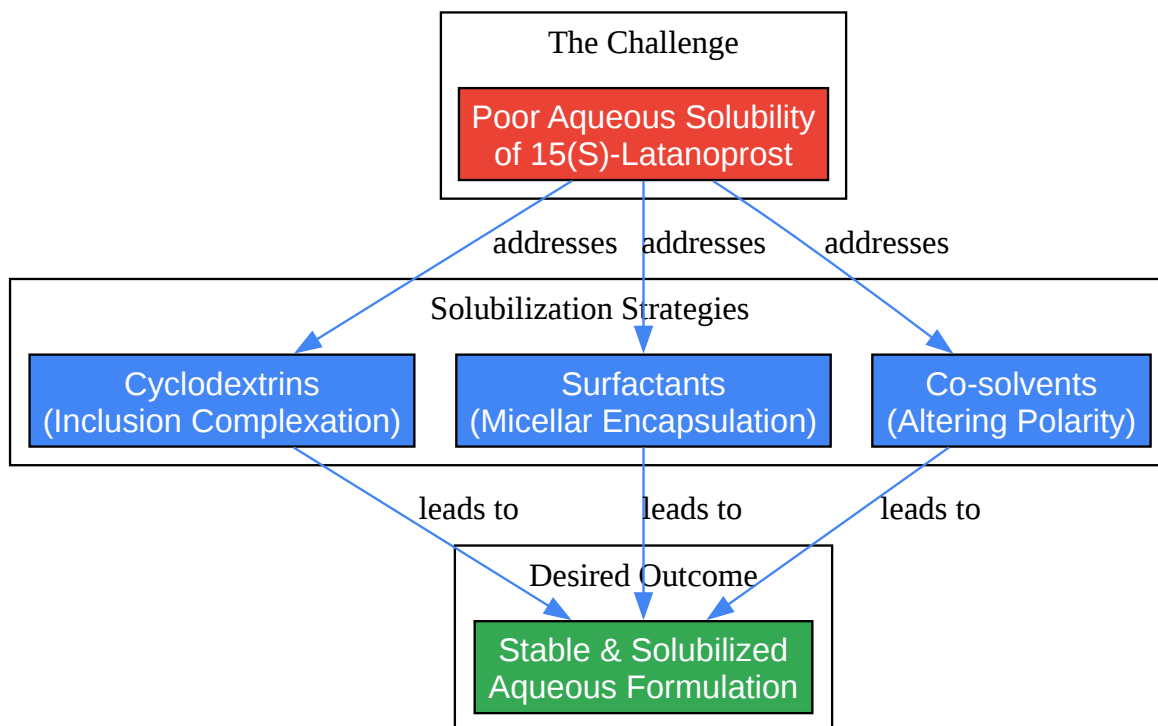 The Challenge
Poor Aqueous Solubility
of 15(S)-Latanoprost
addresses
addresses
addresses
Solubilization Strategies
Cyclodextrins
(Inclusion Complexation)
Surfactants
(Micellar Encapsulation)
Co-solvents
(Altering Polarity)
leads to
leads to
leads to
Desired Outcome
Stable & Solubilized
Aqueous Formulation